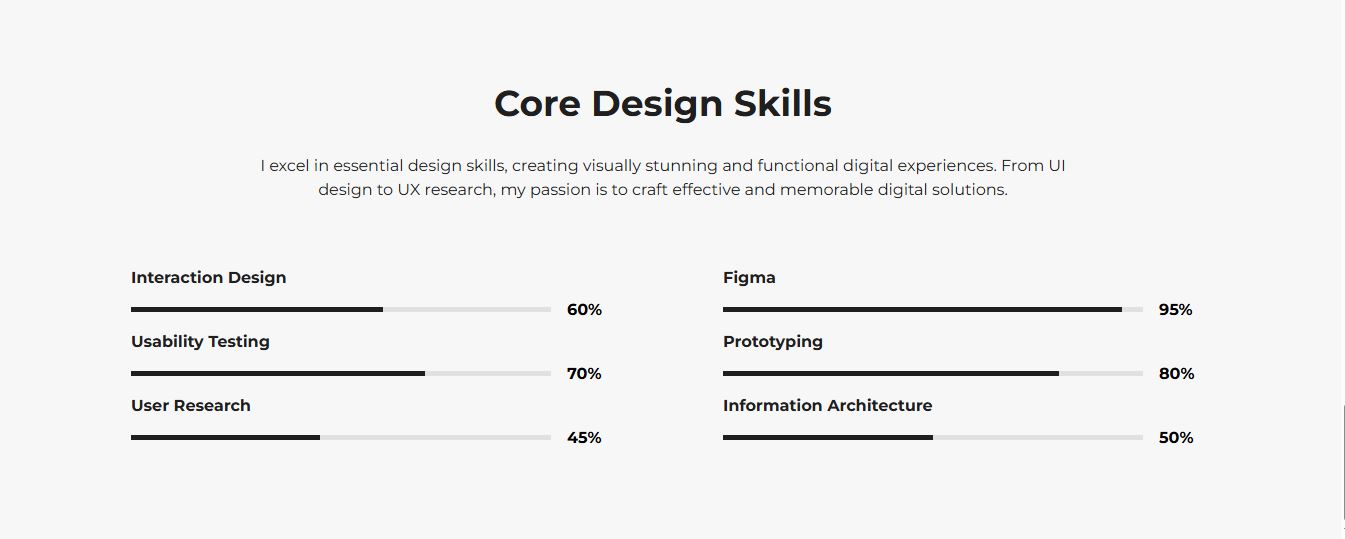 Core Design Skills
I excel in essential design skills, creating visually stunning and functional digital experiences. From UI
design to UX research, my passion is to craft effective and memorable digital solutions.
Interaction Design
60%
Usability Testing
70%
User Research
45%
Figma
95%
Prototyping
80%
Information Architecture
50%